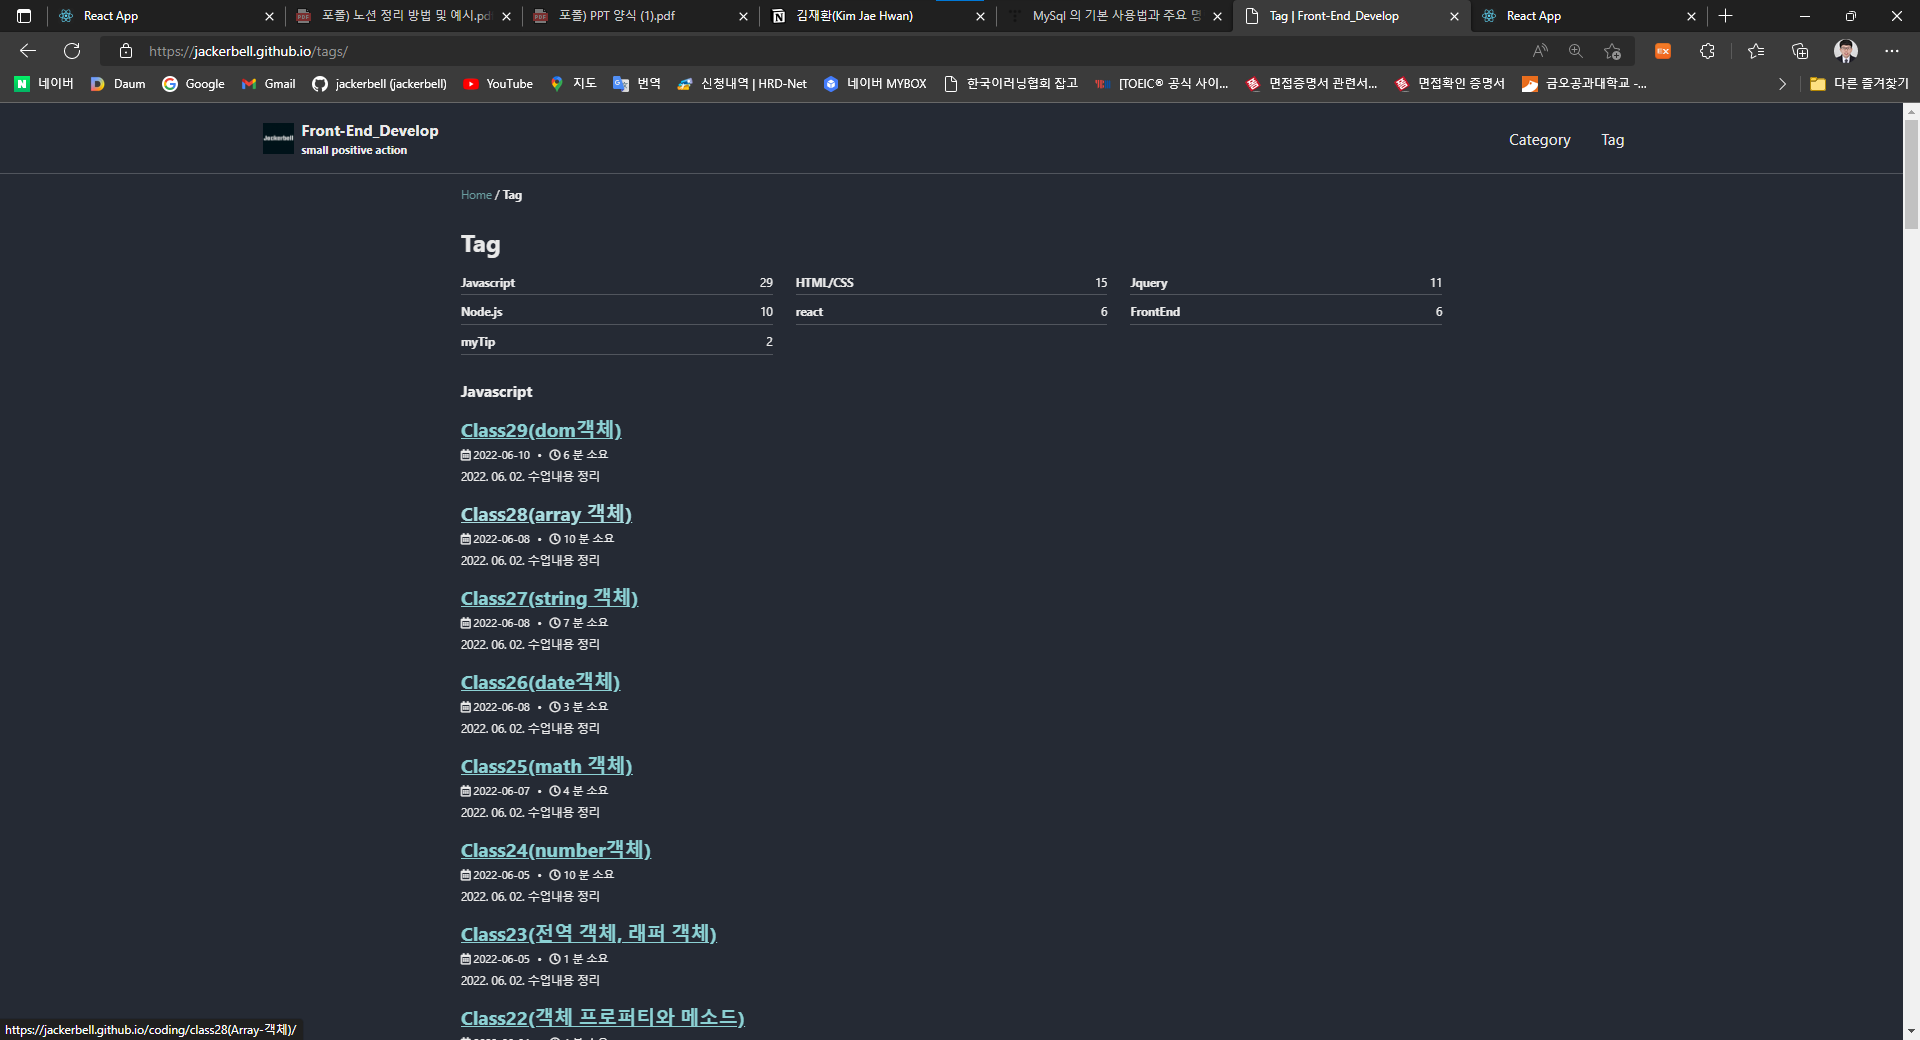 React App
포폴) 노션 정리 방법 및 예시.pdf
포폴) PPT 양식 (1).pdf
김재환(Kim Jae Hwan)
MySql 의 기본 사용법과 주요 명
Tag | Front-End_Develop
React App
https://jackerbell.github.io/tags/
네이버
Daum
Google
Gmail
jackerbell (jackerbell)
YouTube
지도
번역
신청내역 | HRD-Net
네이버 MYBOX
한국이러닝협회 잡고
[TOEIC® 공식 사이...
면접증명서 관련서...
면접확인 증명서
금오공과대학교 -...
다른 즐겨찾기
Jackerbell
Front-End_Develop
small positive action
Category Tag
Home / Tag
Tag
Javascript 29 HTML/CSS 15 Jquery 11
Node.js 10 react 6 FrontEnd 6
myTip 2
Javascript
Class29(dom객체)
2022-06-10 • 6 분 소요
2022. 06. 02. 수업내용 정리
Class28(array 객체)
2022-06-08 • 10 분 소요
2022. 06. 02. 수업내용 정리
Class27(string 객체)
2022-06-08 • 7 분 소요
2022. 06. 02. 수업내용 정리
Class26(date객체)
2022-06-08 • 3 분 소요
2022. 06. 02. 수업내용 정리
Class25(math 객체)
2022-06-07 • 4 분 소요
2022. 06. 02. 수업내용 정리
Class24(number객체)
2022-06-05 • 10 분 소요
2022. 06. 02. 수업내용 정리
Class23(전역 객체, 래퍼 객체)
2022-06-05 • 1 분 소요
2022. 06. 02. 수업내용 정리
Class22(객체 프로퍼티와 메소드)
https://jackerbell.github.io/coding/class28(Array-객체)/